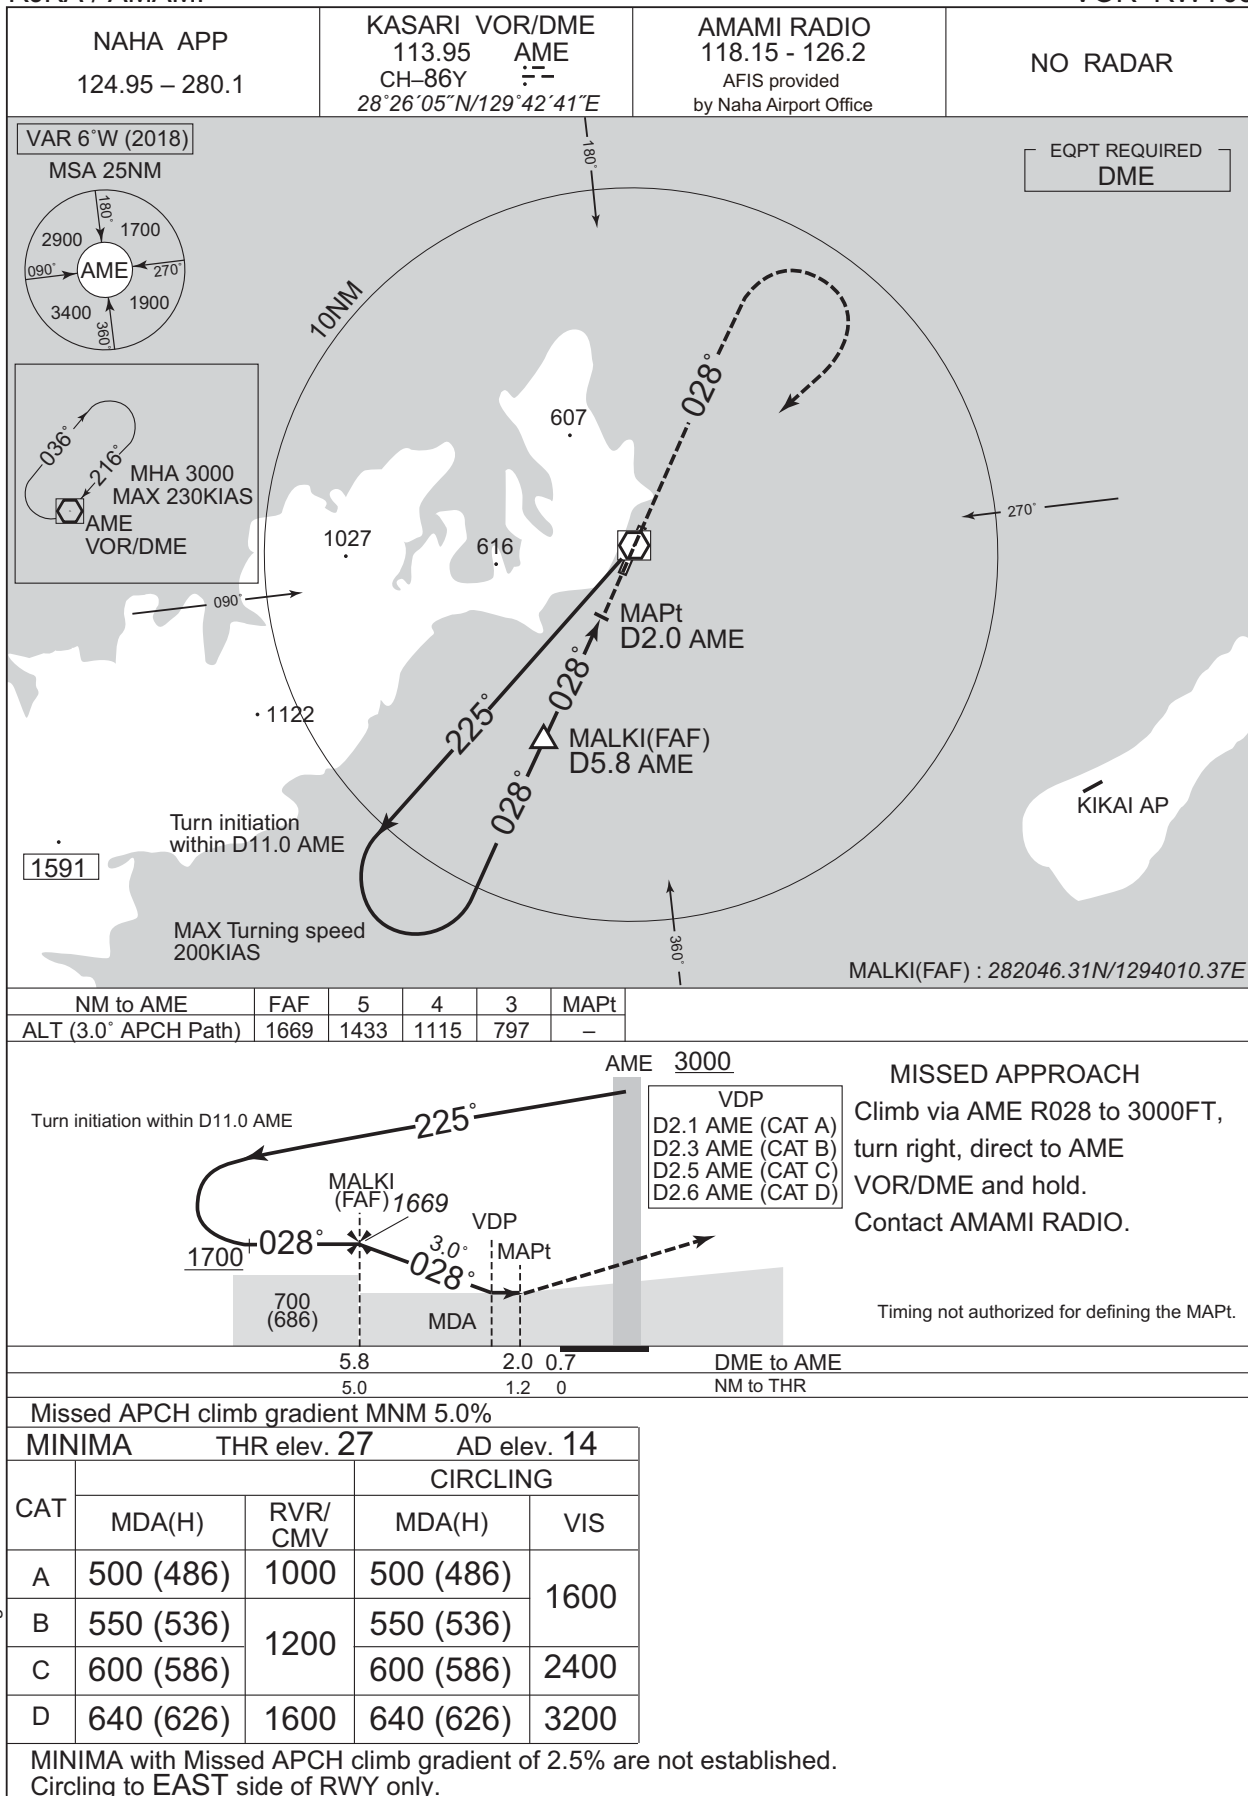 NAHA APP
124.95 – 280.1
KASARI VOR/DME
113.95 AME
CH–86Y
28°26´05˝N/129°42´41˝E
AMAMI RADIO
118.15 - 126.2
AFIS provided
by Naha Airport Office
NO RADAR
VAR 6˚W (2018)
MSA 25NM
180˚
2900
1700
090˚
AME
270˚
3400
1900
360˚
EQPT REQUIRED
DME
180˚
10NM
028˚
607
036˚
216˚
MHA 3000
MAX 230KIAS
AME
VOR/DME
1027
616
270˚
090˚
MAPt
D2.0 AME
028˚
1122
225˚
MALKI(FAF)
D5.8 AME
028˚
KIKAI AP
Turn initiation
within D11.0 AME
1591
MAX Turning speed
200KIAS
360˚
MALKI(FAF) : 282046.31N/1294010.37E
NM to AME FAF 5 4 3 MAPt
ALT (3.0˚ APCH Path) 1669 1433 1115 797 –
AME 3000
Turn initiation within D11.0 AME
225˚
VDP
D2.1 AME (CAT A)
D2.3 AME (CAT B)
D2.5 AME (CAT C)
D2.6 AME (CAT D)
MISSED APPROACH
Climb via AME R028 to 3000FT,
turn right, direct to AME
VOR/DME and hold.
Contact AMAMI RADIO.
MALKI
(FAF) 1669
VDP
1700 028˚
3.0˚
028˚
MAPt
700
(686)
MDA
Timing not authorized for defining the MAPt.
5.8 2.0 0.7 DME to AME
5.0 1.2 0 NM to THR
Missed APCH climb gradient MNM 5.0%
MINIMA THR elev. 27 AD elev. 14
CIRCLING
CAT MDA(H) RVR/
CMV MDA(H) VIS
A 500 (486) 1000 500 (486) 1600
B 550 (536) 1200 550 (536)
C 600 (586) 600 (586) 2400
D 640 (626) 1600 640 (626) 3200
MINIMA with Missed APCH climb gradient of 2.5% are not established.
Circling to EAST side of RWY only.